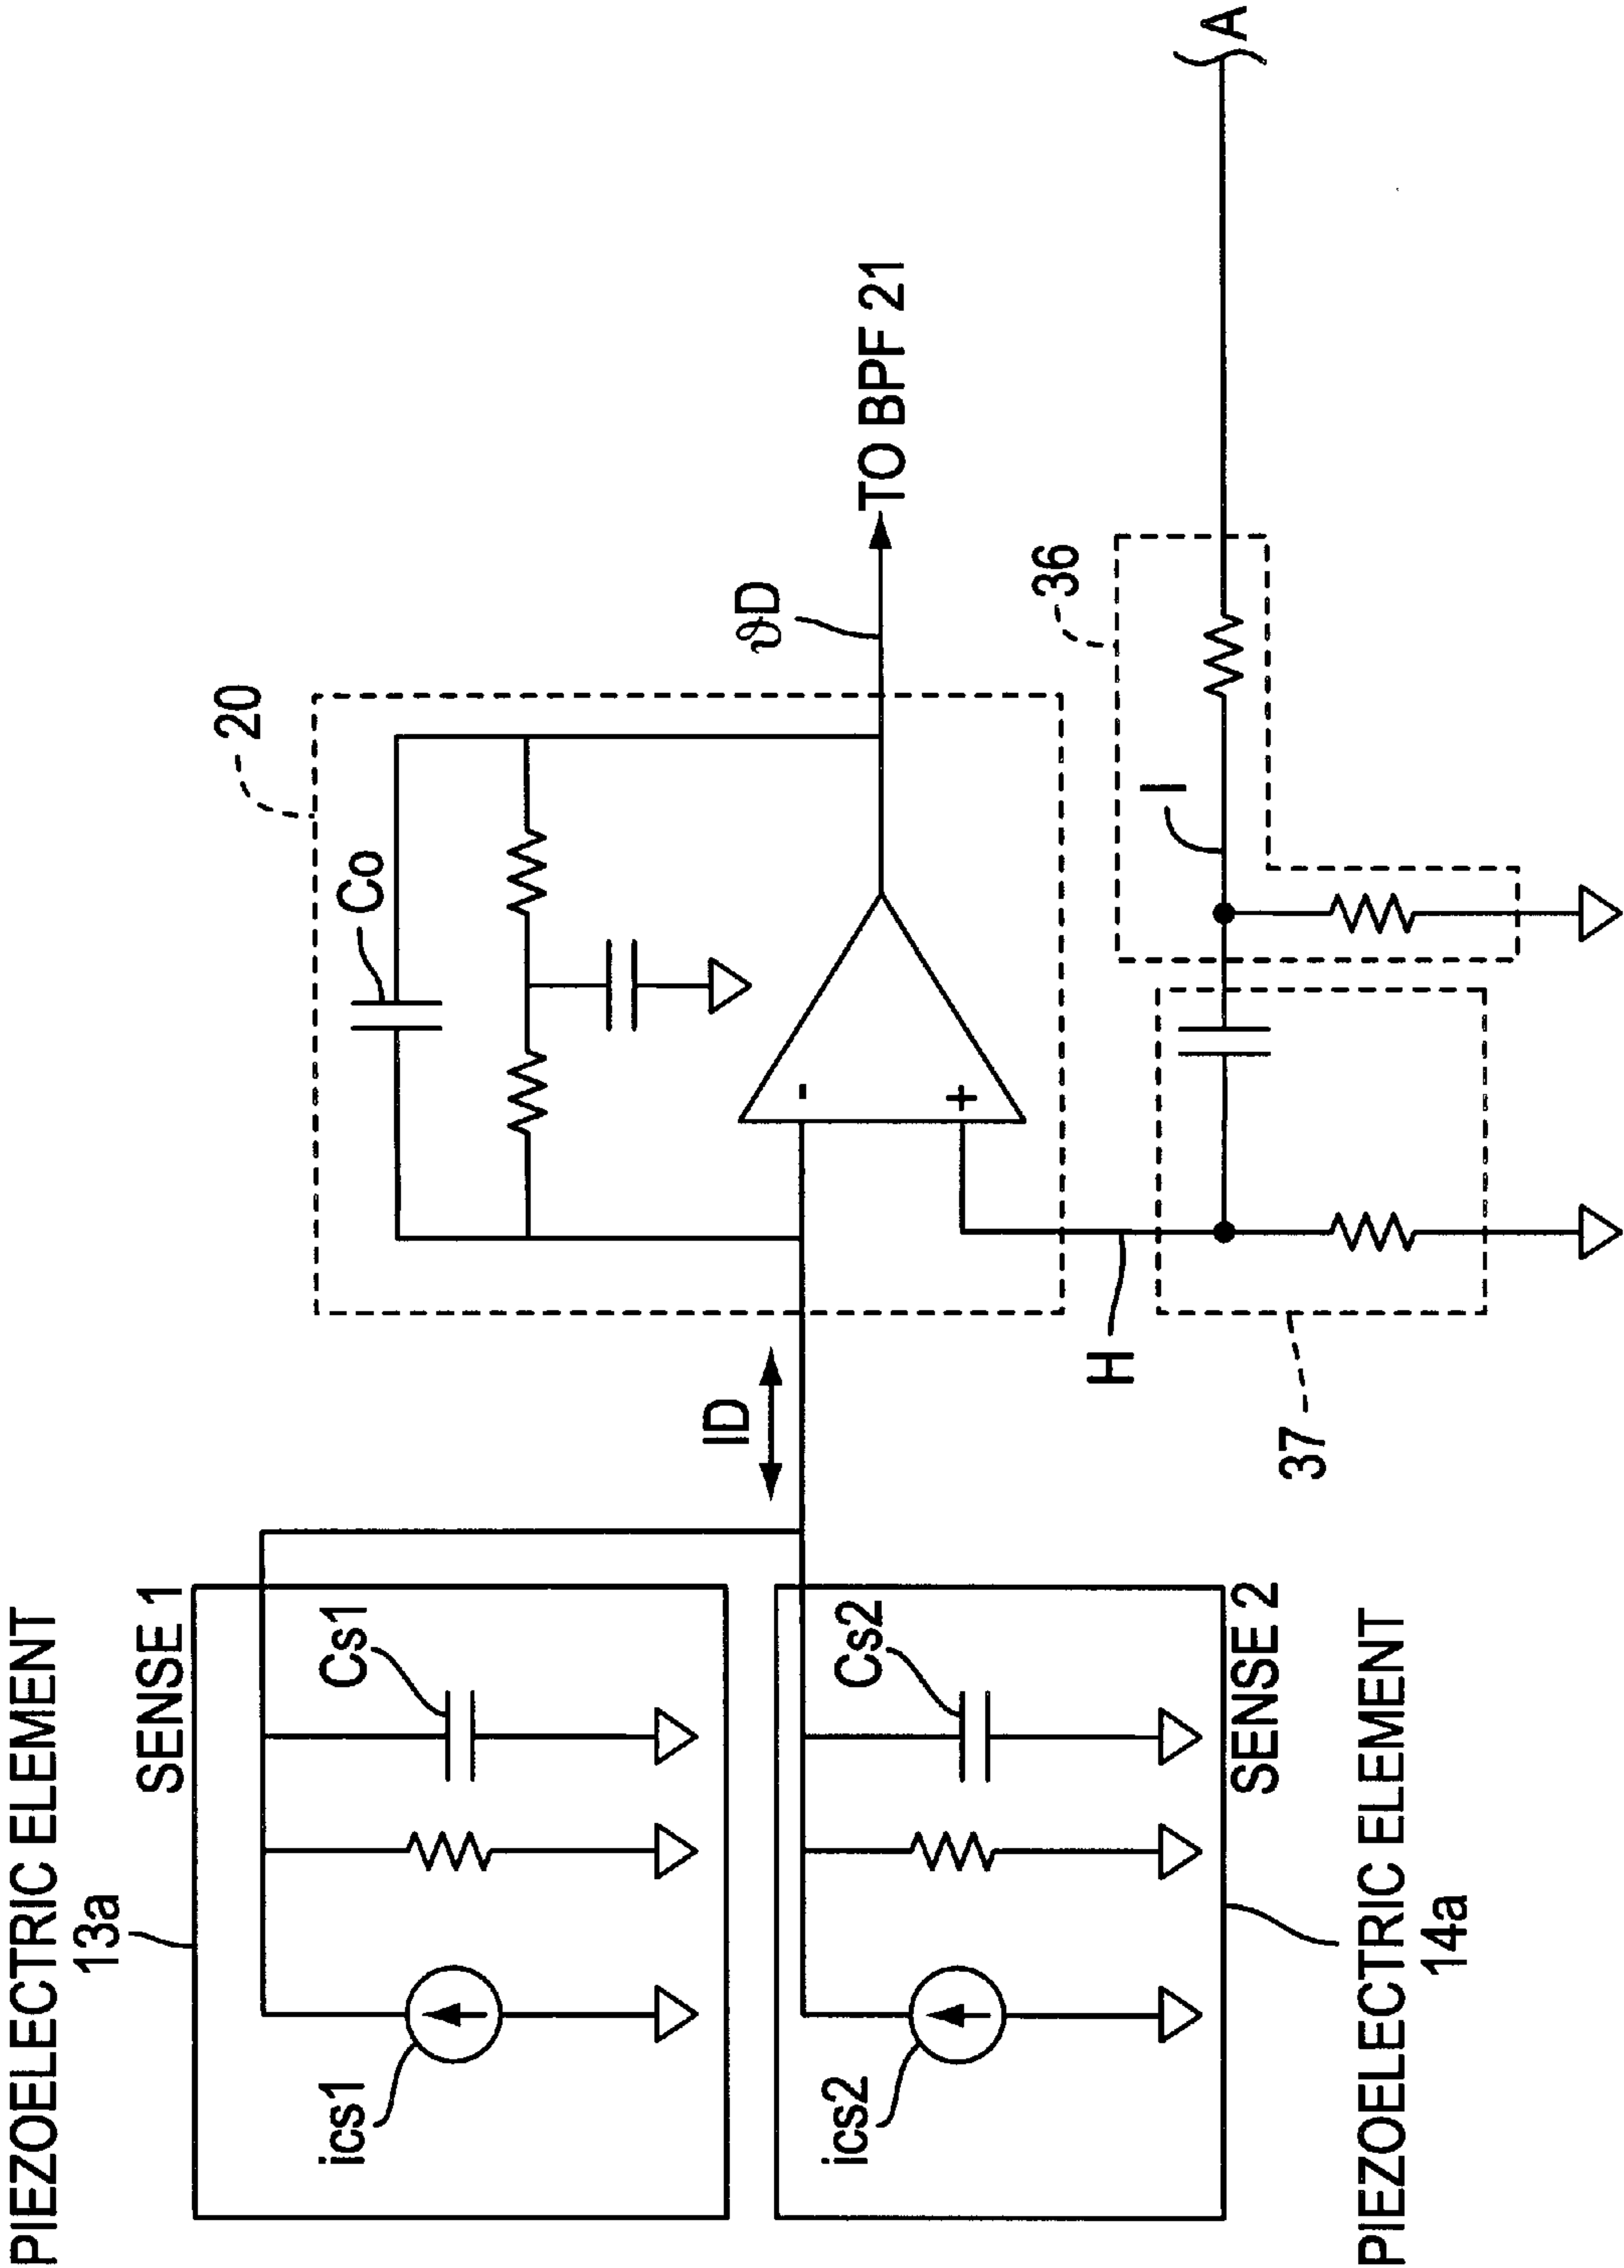 PIEZOELECTRIC ELEMENT
13a
SENSE 1
ics1
Cs1
ics2
Cs2
SENSE 2
PIEZOELECTRIC ELEMENT
14a
ID
20
Co
-
+
ϑD
TO BPF 21
H
37
36
I
A